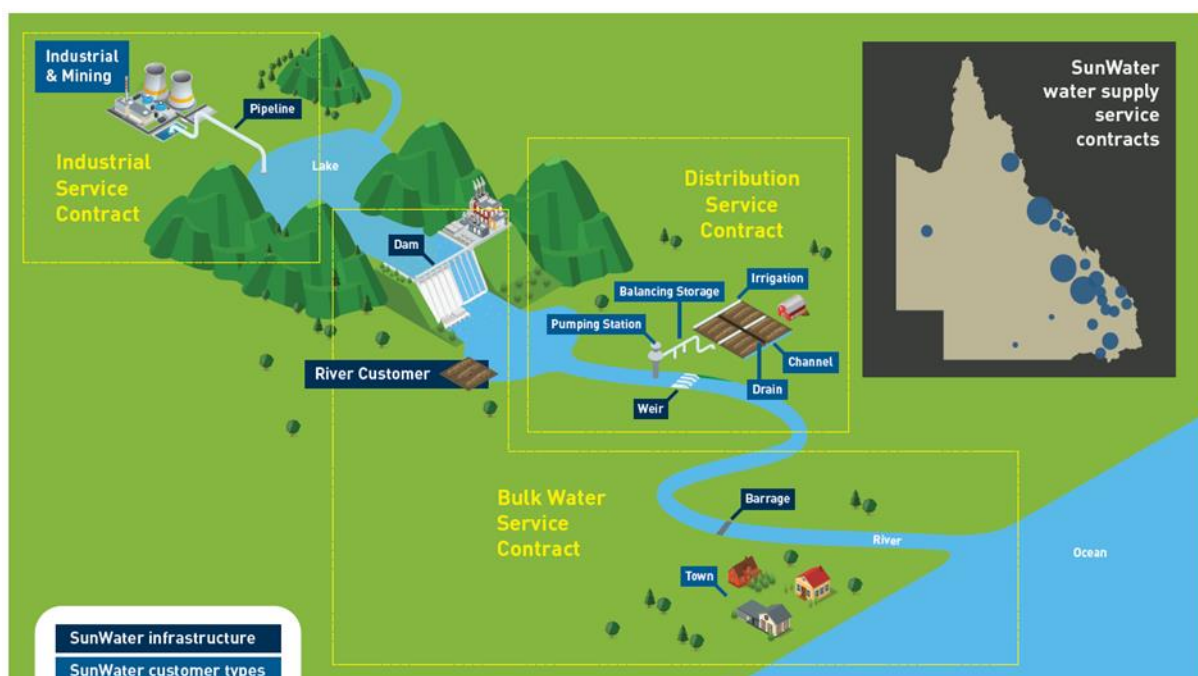 Industrial
& Mining
Pipeline
Industrial
Service
Contract
Lake
Dam
Distribution
Service
Contract
Irrigation
Balancing Storage
Pumping Station
Channel
Drain
River Customer
Weir
SunWater
water supply
service
contracts
Bulk Water
Service
Contract
Barrage
River
Ocean
Town
SunWater infrastructure
SunWater customer types